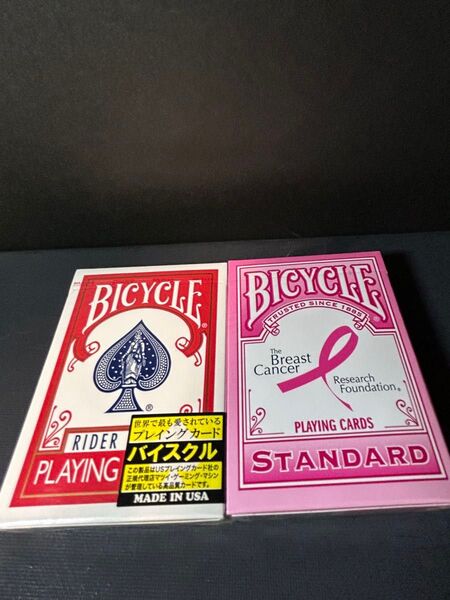 BICYCLE
®
RIDER
PLAYING
世界で最も愛されている
プレイングカード
バイスクル
この製品はUSプレイングカード社の
正規代理店マツイ・ゲーミング・マシン
が管理している高品質カードです。
MADE IN USA
BICYCLE
®
TRUSTED SINCE 1885
The
Breast
Cancer
Research
Foundation®
PLAYING CARDS
STANDARD